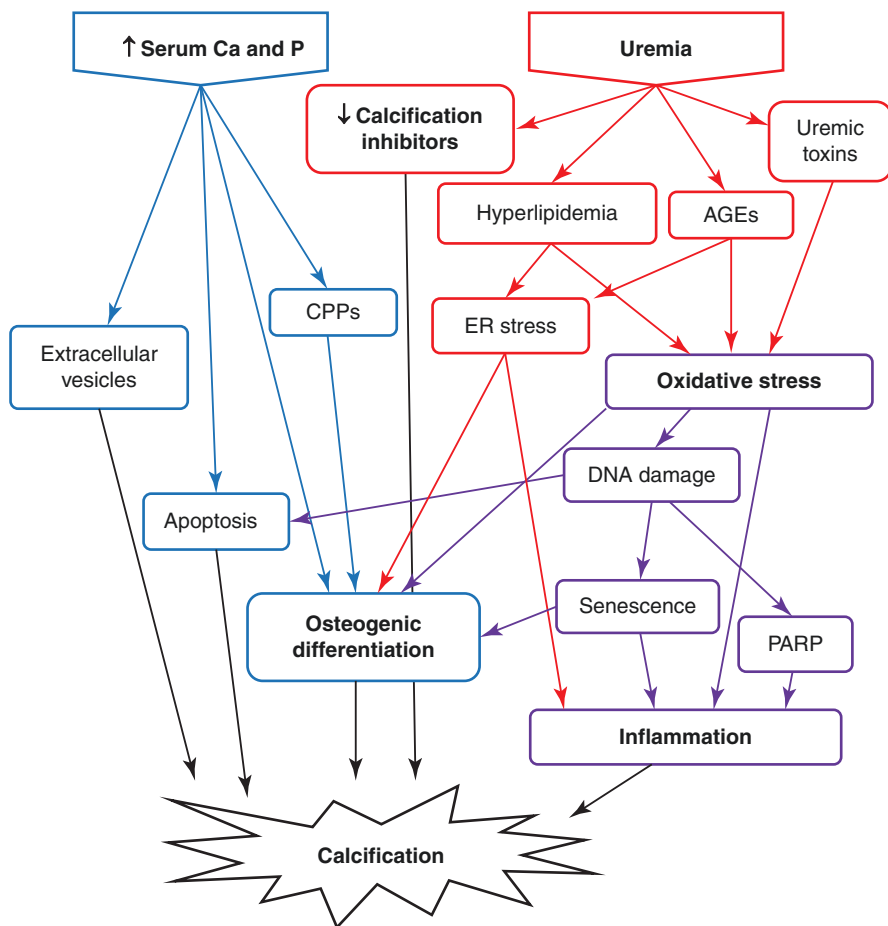 ↑ Serum Ca and P
Uremia
↓ Calcification
inhibitors
Uremic
toxins
Hyperlipidemia
AGEs
CPPs
ER stress
Extracellular
vesicles
Oxidative stress
DNA damage
Apoptosis
Senescence
Osteogenic
differentiation
PARP
Inflammation
Calcification